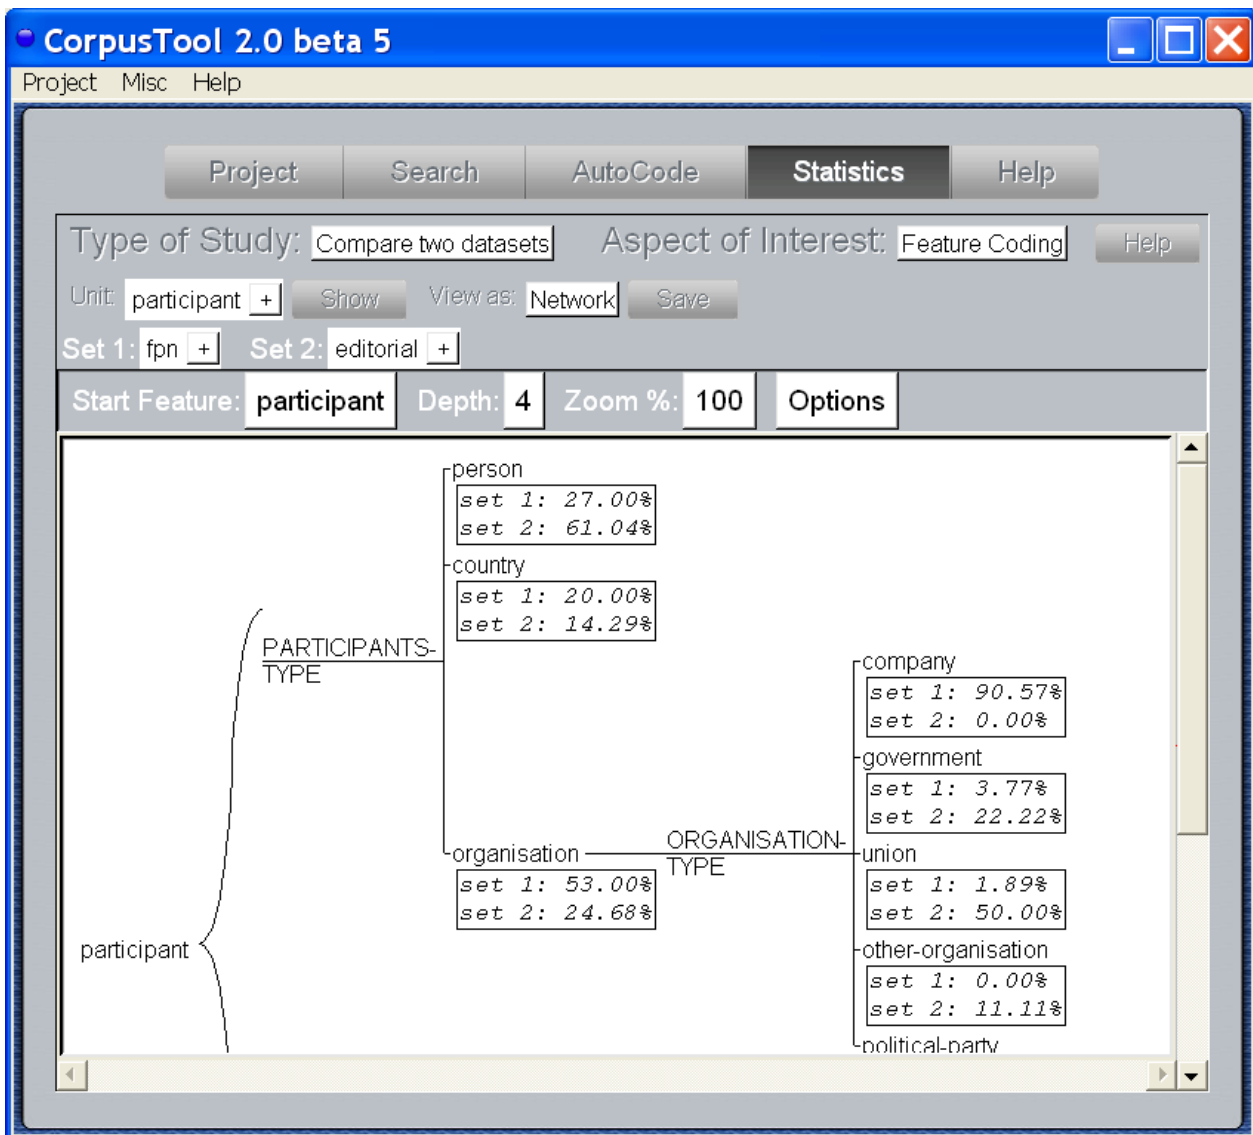 CorpusTool 2.0 beta 5
Project Misc Help
Project Search AutoCode Statistics Help
Type of Study: Compare two datasets Aspect of Interest: Feature Coding Help
Unit: participant + Show View as: Network Save
Set 1: fpn + Set 2: editorial +
Start Feature: participant Depth: 4 Zoom %: 100 Options
person
set 1: 27.00%
set 2: 61.04%
country
set 1: 20.00%
set 2: 14.29%
PARTICIPANTS-
TYPE
organisation
set 1: 53.00%
set 2: 24.68%
ORGANISATION-
TYPE
company
set 1: 90.57%
set 2: 0.00%
government
set 1: 3.77%
set 2: 22.22%
union
set 1: 1.89%
set 2: 50.00%
other-organisation
set 1: 0.00%
set 2: 11.11%
political-party
participant